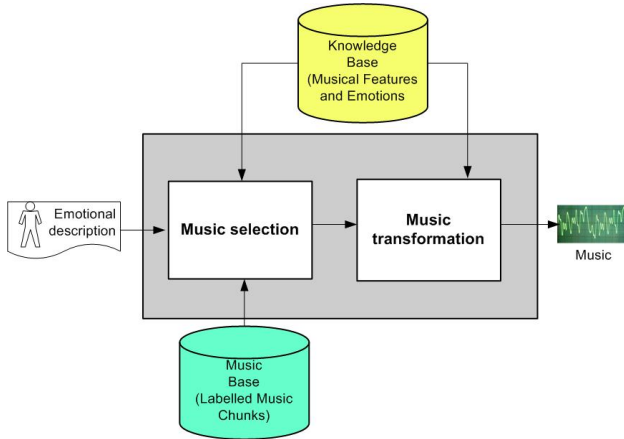 Knowledge
Base
(Musical Features
and Emotions
Emotional
description
Music selection
Music
transformation
Music
Music
Base
(Labelled Music
Chunks)